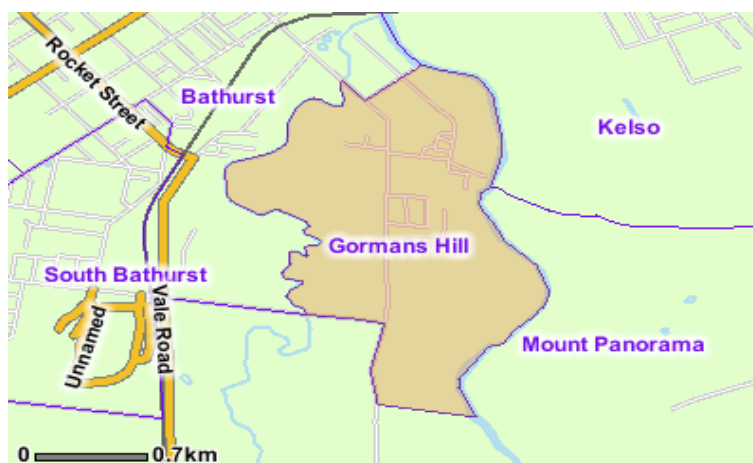 Rocket Street
Bathurst
Kelso
Gormans Hill
South Bathurst
Unnamed
Vale Road
Mount Panorama
0
0.7km